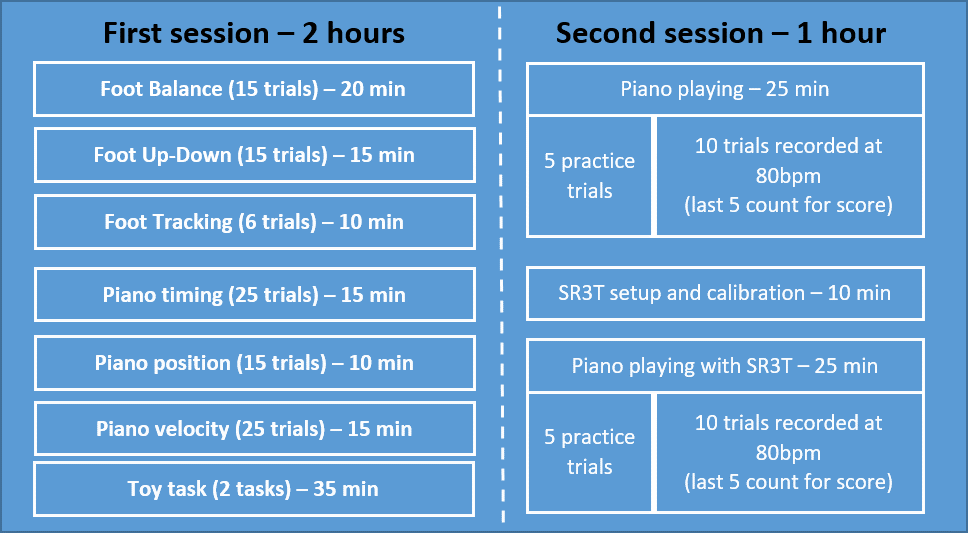 First session – 2 hours
Foot Balance (15 trials) – 20 min
Foot Up-Down (15 trials) – 15 min
Foot Tracking (6 trials) – 10 min
Piano timing (25 trials) – 15 min
Piano position (15 trials) – 10 min
Piano velocity (25 trials) – 15 min
Toy task (2 tasks) – 35 min
Second session – 1 hour
Piano playing – 25 min
5 practice
trials
10 trials recorded at
80bpm
(last 5 count for score)
SR3T setup and calibration – 10 min
Piano playing with SR3T – 25 min
5 practice
trials
10 trials recorded at
80bpm
(last 5 count for score)